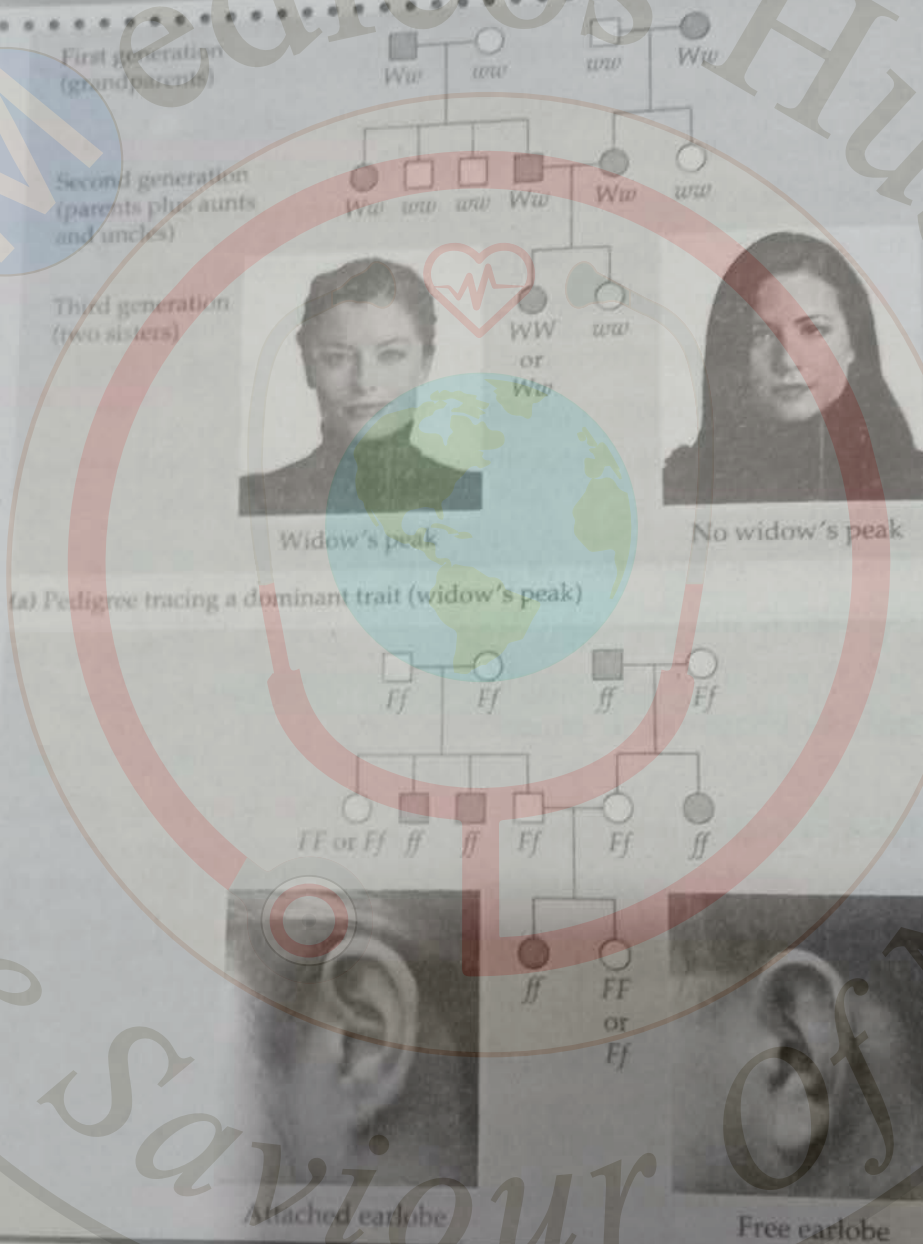 First generation
(grandparents)
Ww ww ww Ww
Second generation
(parents plus aunts
and uncles)
Ww ww ww Ww Ww ww
Third generation
(two sisters)
WW
or
Ww
ww
Widow's peak
No widow's peak
(a) Pedigree tracing a dominant trait (widow's peak)
Ff Ff ff Ff
FF or Ff ff ff Ff Ff ff
ff
FF
or
Ff
Attached earlobe
Free earlobe
Saviour Of